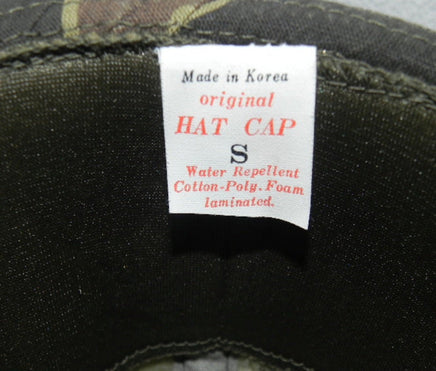 Made in Korea
original
HAT CAP
S
Water Repellent
Cotton-Poly. Foam
laminated.